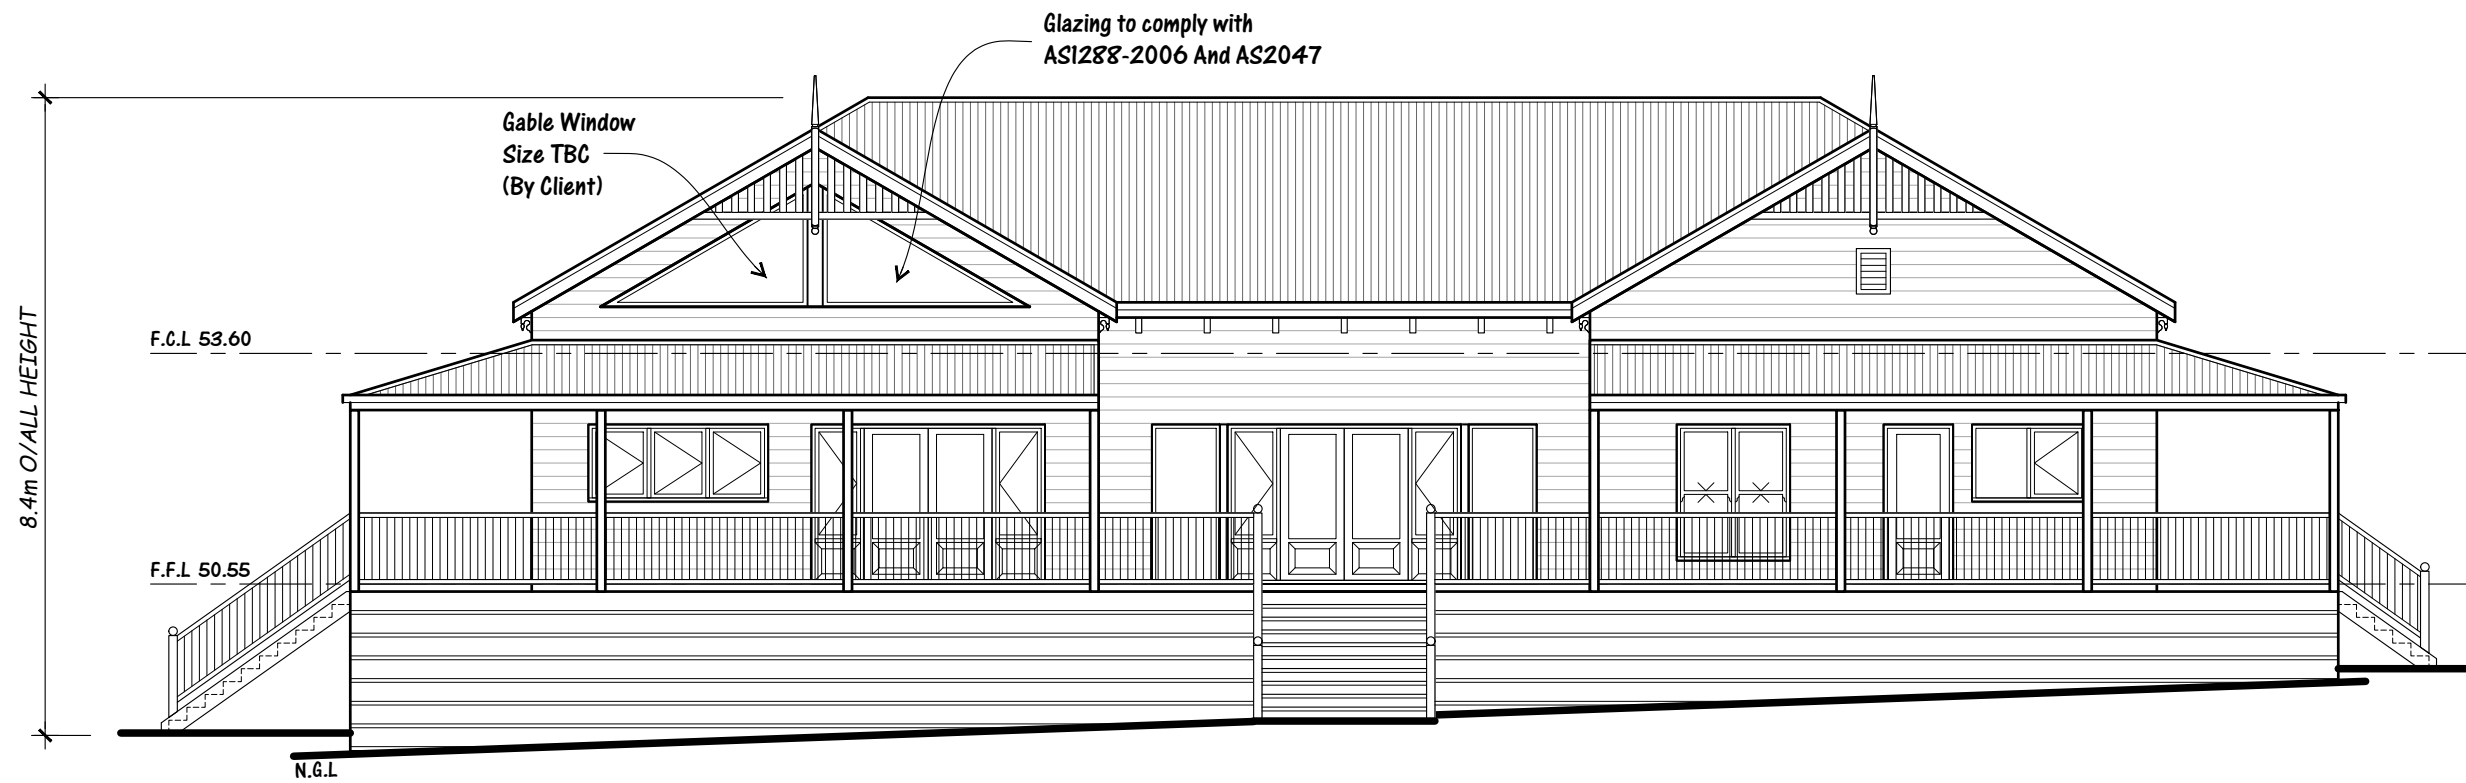 Glazing to comply with
AS1288-2006 And AS2047
Gable Window
Size TBC
(By Client)
F.C.L 53.60
8.4m O/ALL HEIGHT
F.F.L 50.55
N.G.L